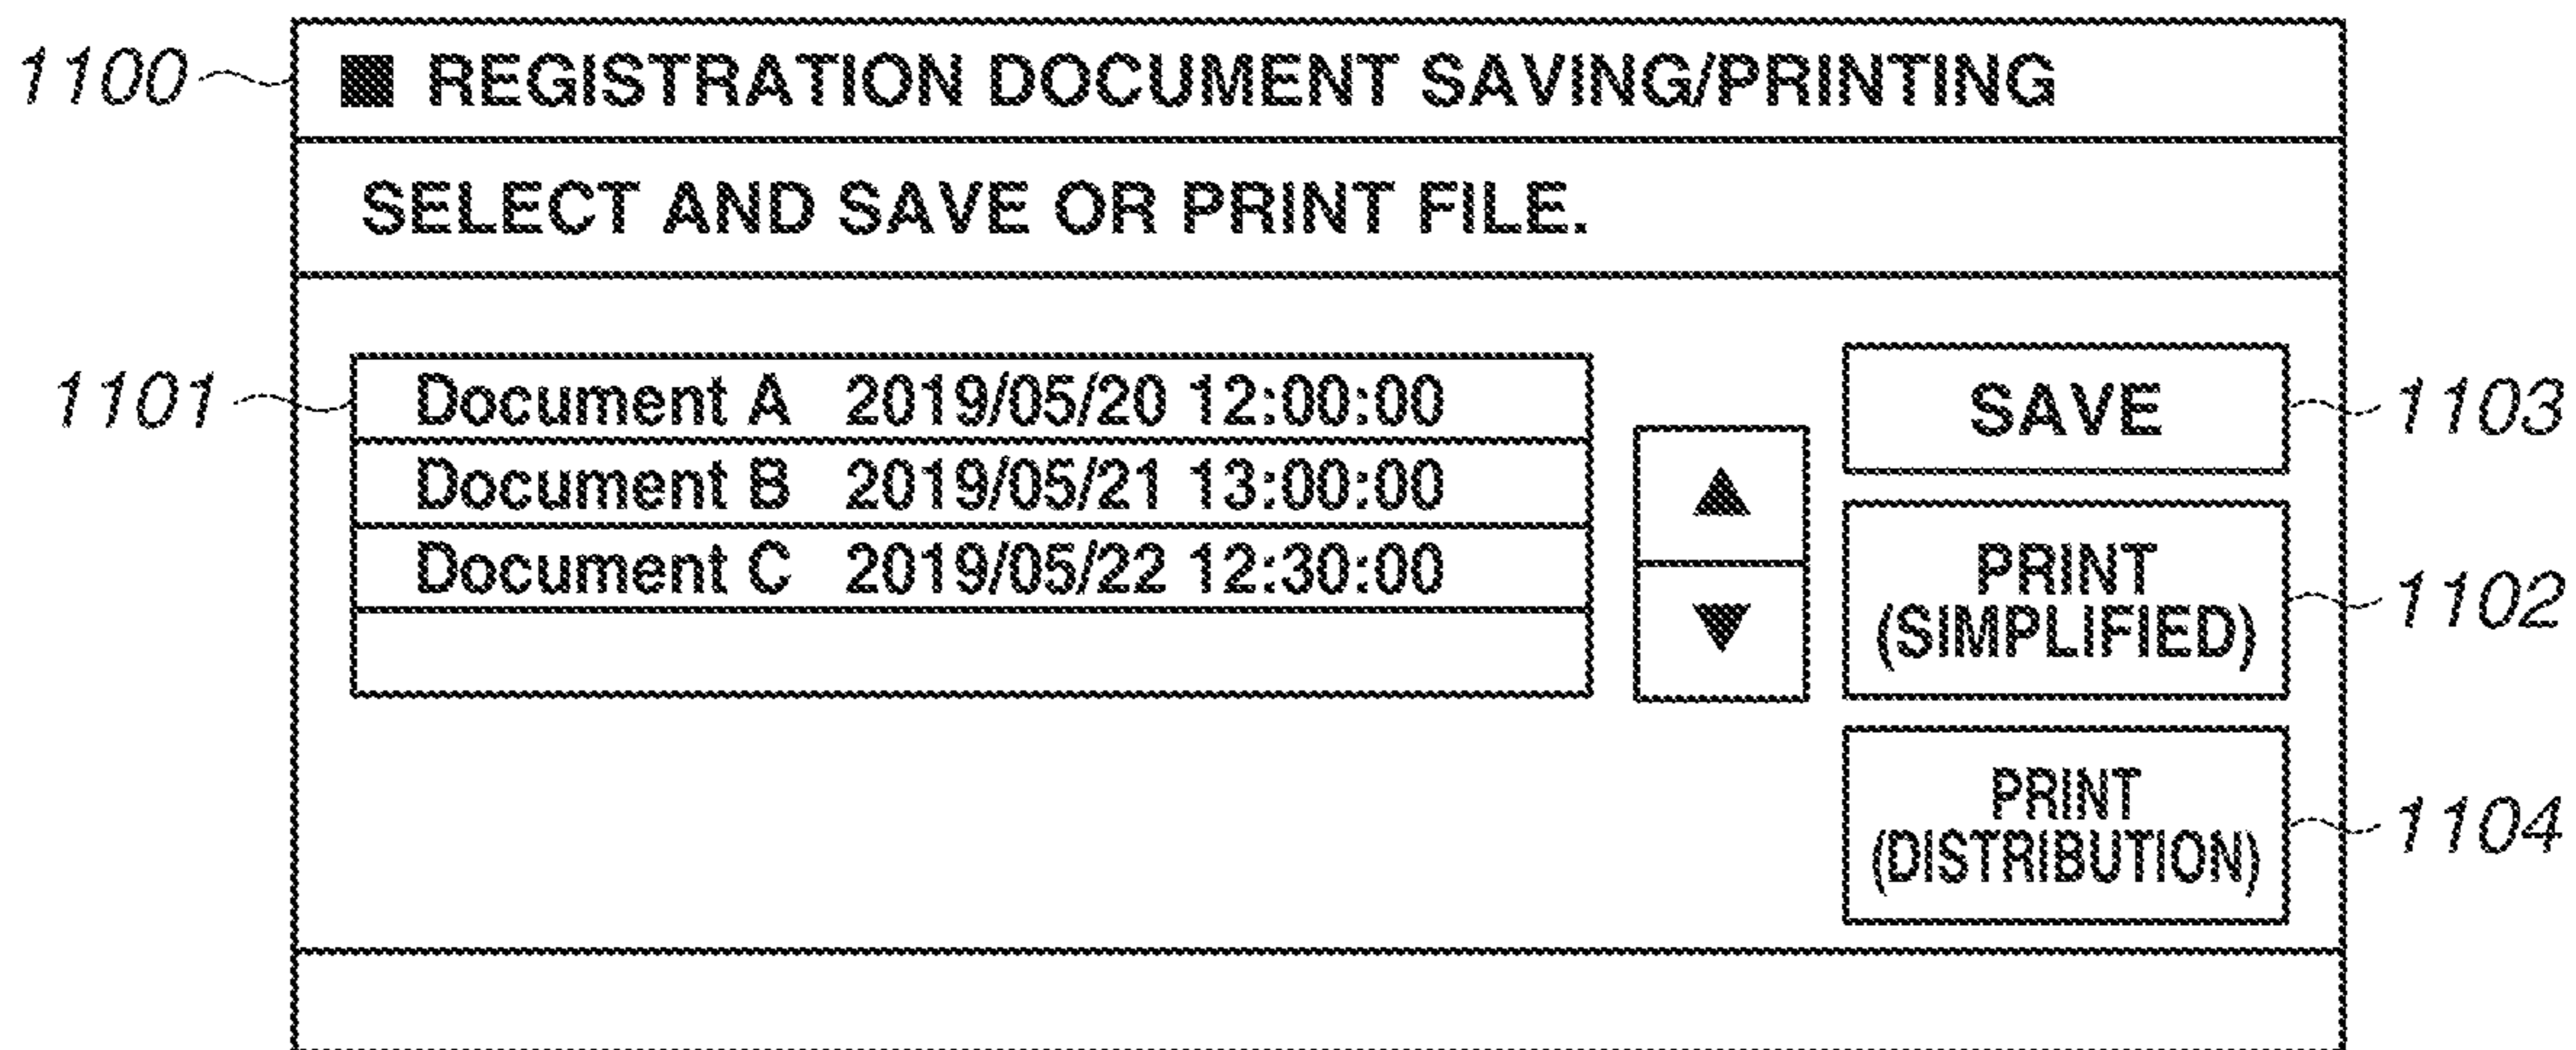 1100
■ REGISTRATION DOCUMENT SAVING/PRINTING
SELECT AND SAVE OR PRINT FILE.
1101
Document A 2019/05/20 12:00:00
Document B 2019/05/21 13:00:00
Document C 2019/05/22 12:30:00
▲
▼
SAVE
1103
PRINT
(SIMPLIFIED)
1102
PRINT
(DISTRIBUTION)
1104